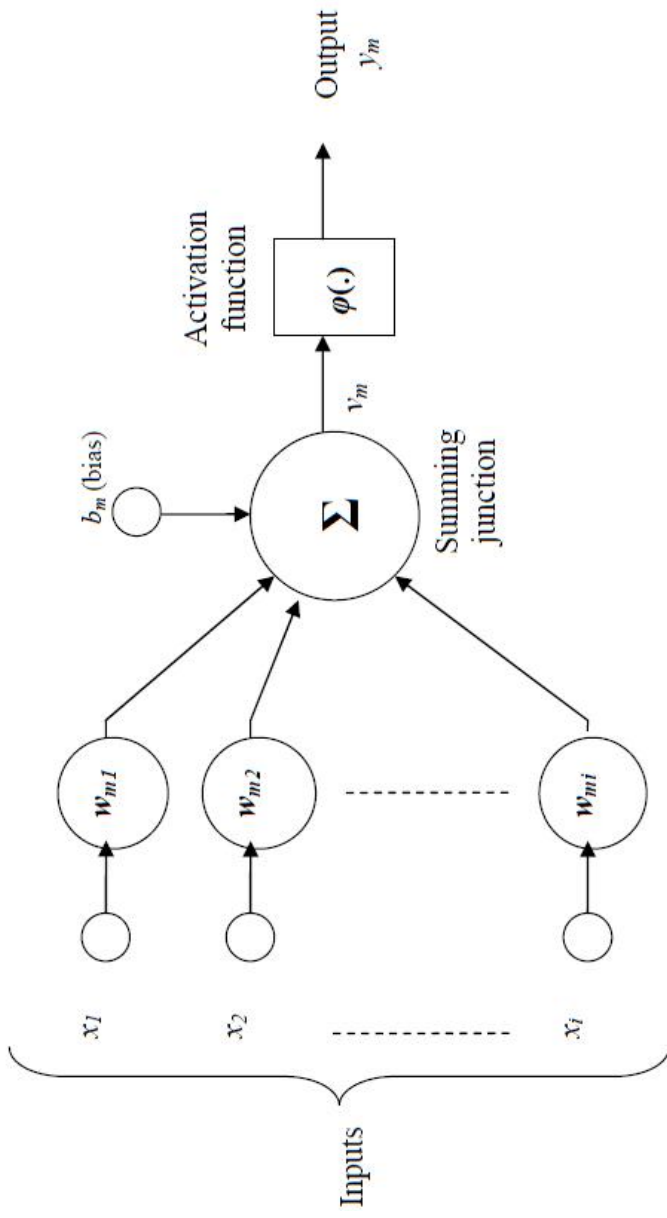 Inputs
x1
x2
xi
wm1
wm2
wmi
bm (bias)
Σ
Summing
junction
vm
Activation
function
φ(.)
Output
ym